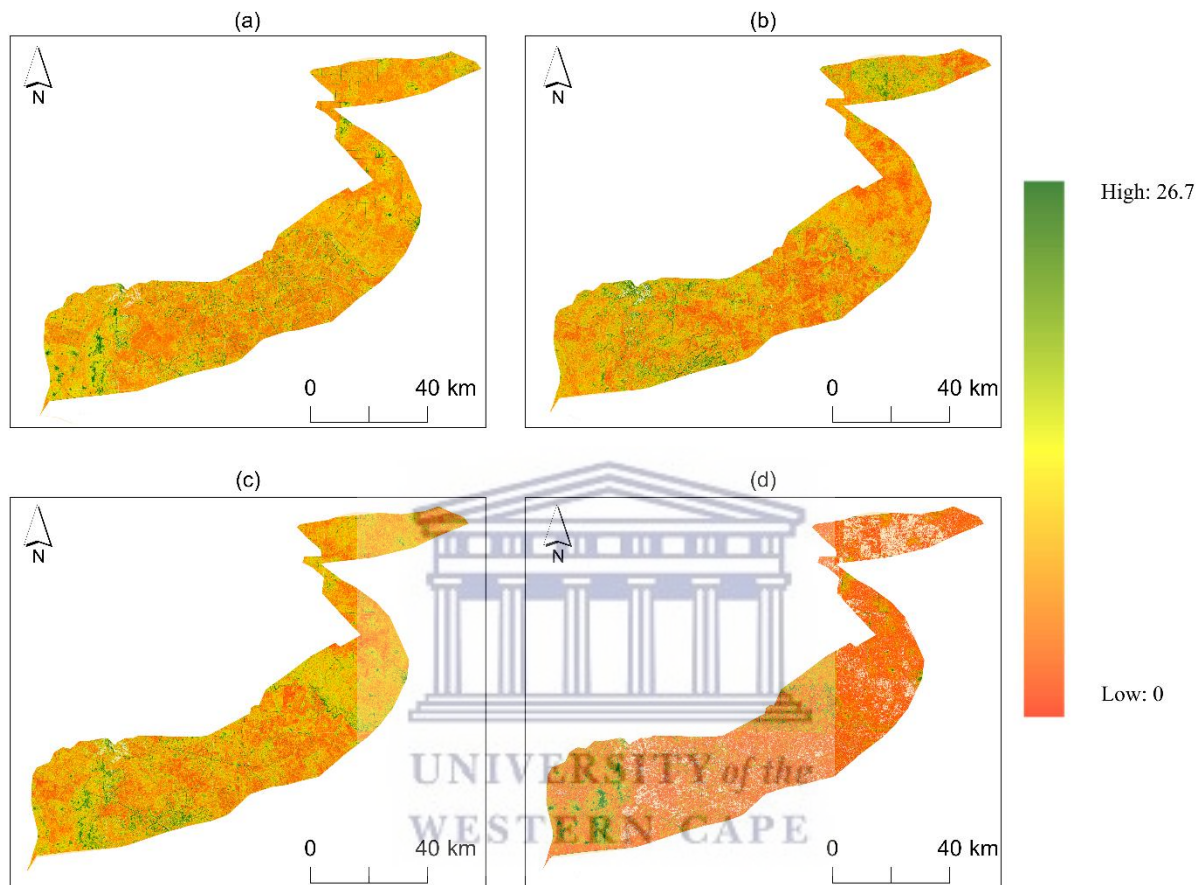 (a)
(b)
N
N
High: 26.7
0 40 km
0 40 km
(c)
(d)
N
N
Low: 0
UNIVERSITY of the
WESTERN CAPE
0 40 km
0 40 km